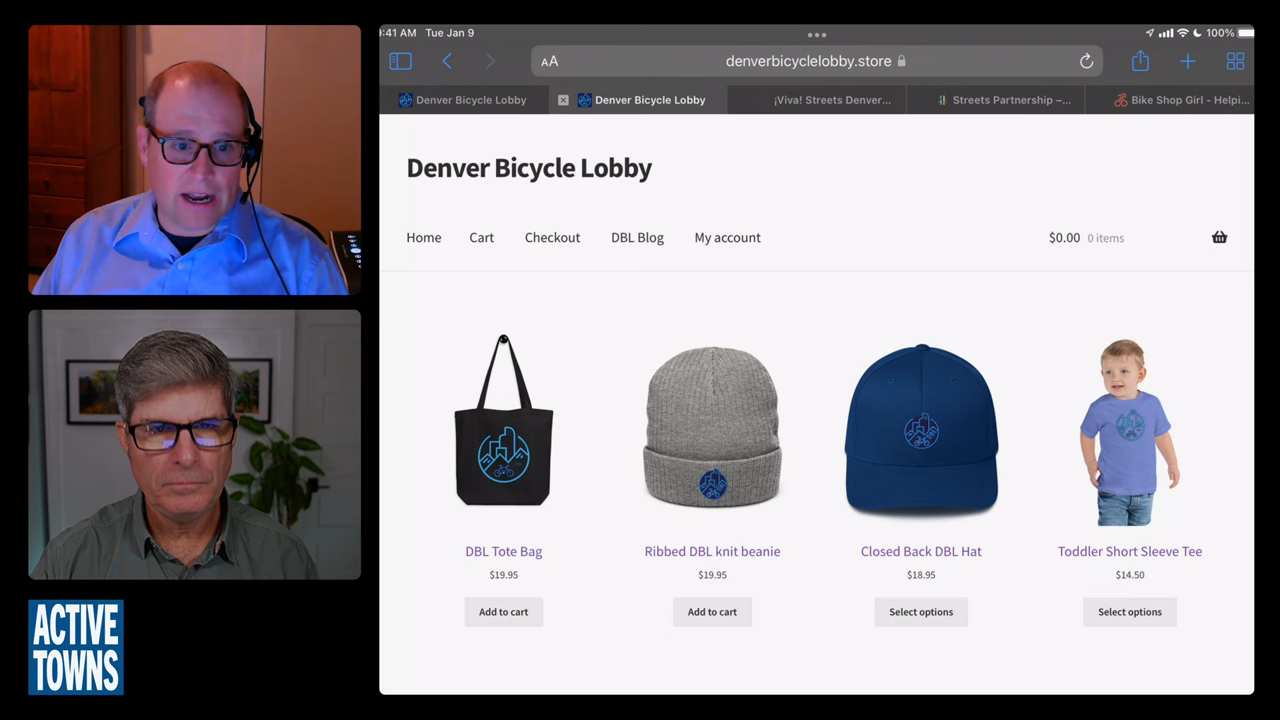 :41 AM Tue Jan 9
100%
AA
denverbicyclelobby.store
Denver Bicycle Lobby
Denver Bicycle Lobby
¡Viva! Streets Denver...
Streets Partnership –...
Bike Shop Girl - Helpi...
Denver Bicycle Lobby
Home
Cart
Checkout
DBL Blog
My account
$0.00 0 items
DBL Tote Bag
$19.95
Add to cart
Ribbed DBL knit beanie
$19.95
Add to cart
Closed Back DBL Hat
$18.95
Select options
Toddler Short Sleeve Tee
$14.50
Select options
ACTIVE
TOWNS